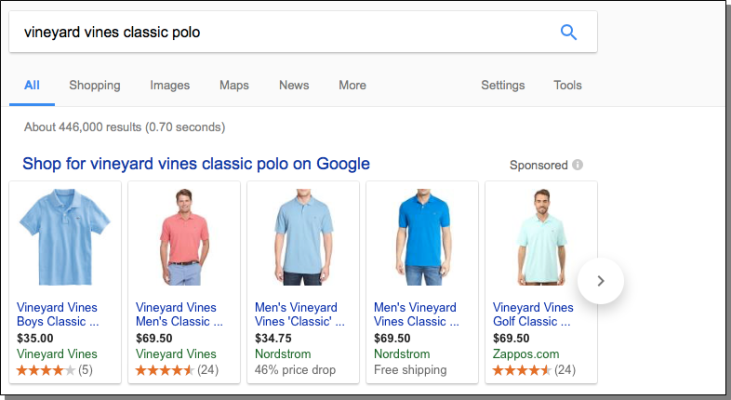 vineyard vines classic polo
All Shopping Images Maps News More Settings Tools
About 446,000 results (0.70 seconds)
Shop for vineyard vines classic polo on Google Sponsored
Vineyard Vines
Boys Classic ...
$35.00
Vineyard Vines
(5)
Vineyard Vines
Men's Classic ...
$69.50
Vineyard Vines
(24)
Men's Vineyard
Vines 'Classic' ...
$34.75
Nordstrom
46% price drop
Men's Vineyard
Vines Classic ...
$69.50
Nordstrom
Free shipping
Vineyard Vines
Golf Classic ...
$69.50
Zappos.com
(24)